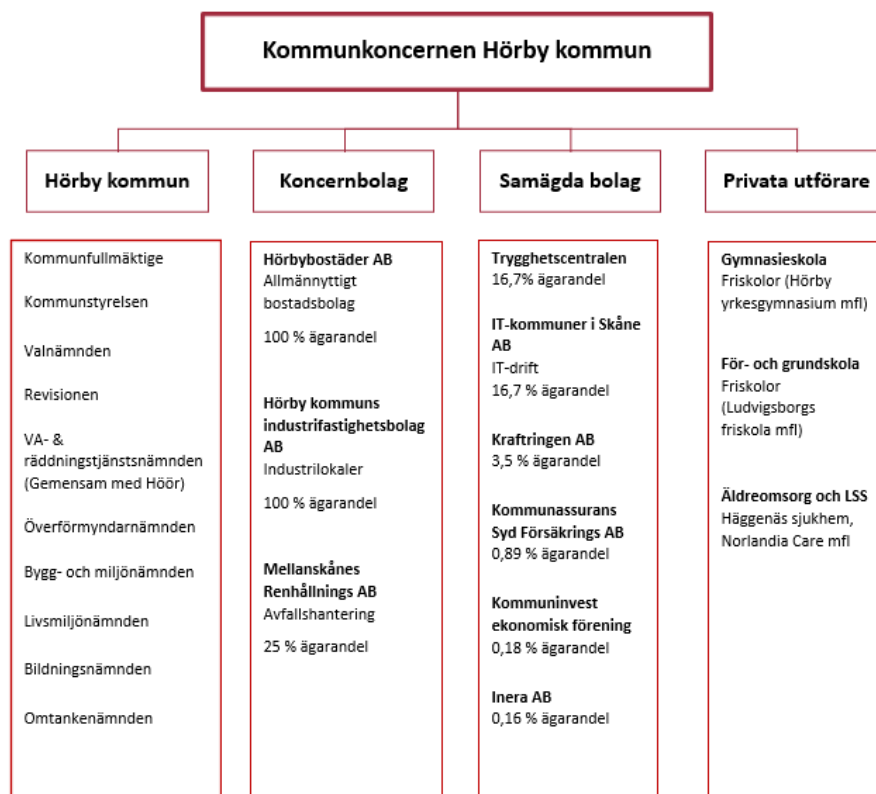 Kommunkoncernen Hörby kommun
Hörby kommun
Kommunfullmäktige
Kommunstyrelsen
Valnämnden
Revisionen
VA- &
räddningstjänstsnämnden
(Gemensam med Höör)
Överförmyndarnämnden
Bygg- och miljönämnden
Livsmiljönämnden
Bildningsnämnden
Omtankenämnden
Koncernbolag
Hörbybostäder AB
Allmännyttigt
bostadsbolag
100 % ägarandel
Hörby kommuns
industrifastighetsbolag
AB
Industrilokaler
100 % ägarandel
Mellanskånes
Renhållnings AB
Avfallshantering
25 % ägarandel
Samägda bolag
Trygghetscentralen
16,7% ägarandel
IT-kommuner i Skåne
AB
IT-drift
16,7 % ägarandel
Kraftringen AB
3,5 % ägarandel
Kommunassurans
Syd Försäkrings AB
0,89 % ägarandel
Kommuninvest
ekonomisk förening
0,18 % ägarandel
Inera AB
0,16 % ägarandel
Privata utförare
Gymnasieskola
Friskolor (Hörby
yrkesgymnasium mfl)
För- och grundskola
Friskolor
(Ludvigsborgs
friskola mfl)
Äldreomsorg och LSS
Häggenäs sjukhem,
Norlandia Care mfl